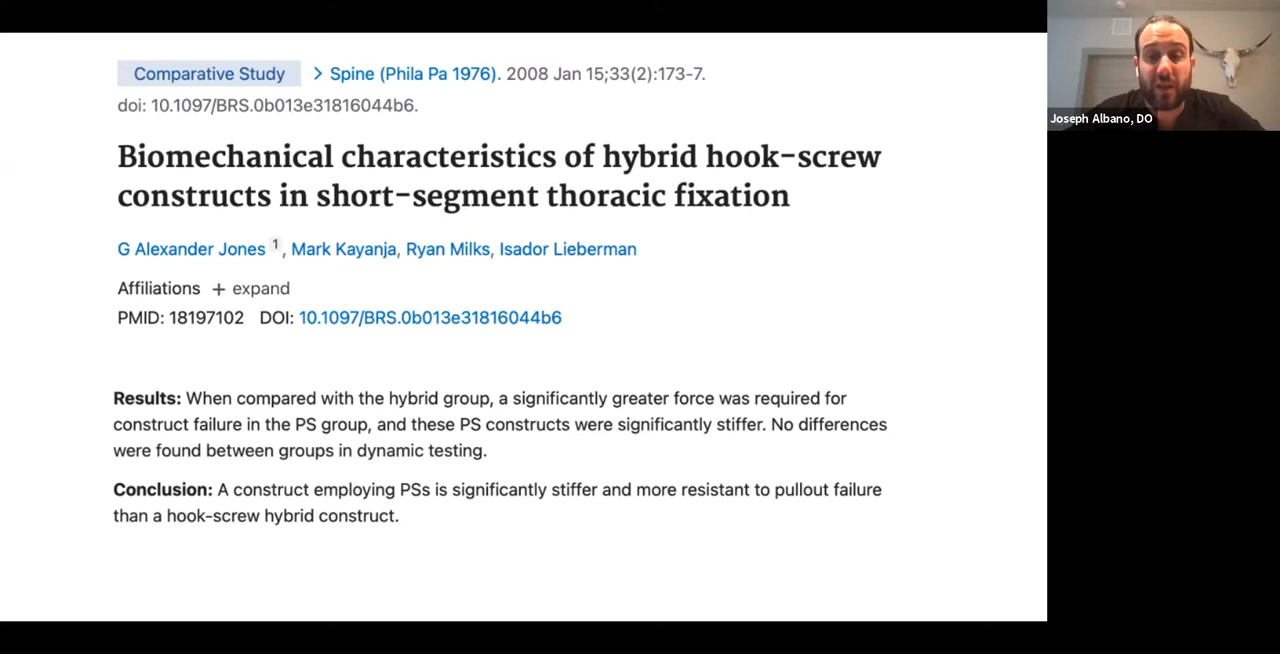 Comparative Study > Spine (Phila Pa 1976). 2008 Jan 15;33(2):173-7.
doi: 10.1097/BRS.0b013e31816044b6.
Biomechanical characteristics of hybrid hook-screw
constructs in short-segment thoracic fixation
G Alexander Jones 1, Mark Kayanja, Ryan Milks, Isador Lieberman
Affiliations + expand
PMID: 18197102 DOI: 10.1097/BRS.0b013e31816044b6
Results: When compared with the hybrid group, a significantly greater force was required for
construct failure in the PS group, and these PS constructs were significantly stiffer. No differences
were found between groups in dynamic testing.
Conclusion: A construct employing PSs is significantly stiffer and more resistant to pullout failure
than a hook-screw hybrid construct.
Joseph Albano, DO